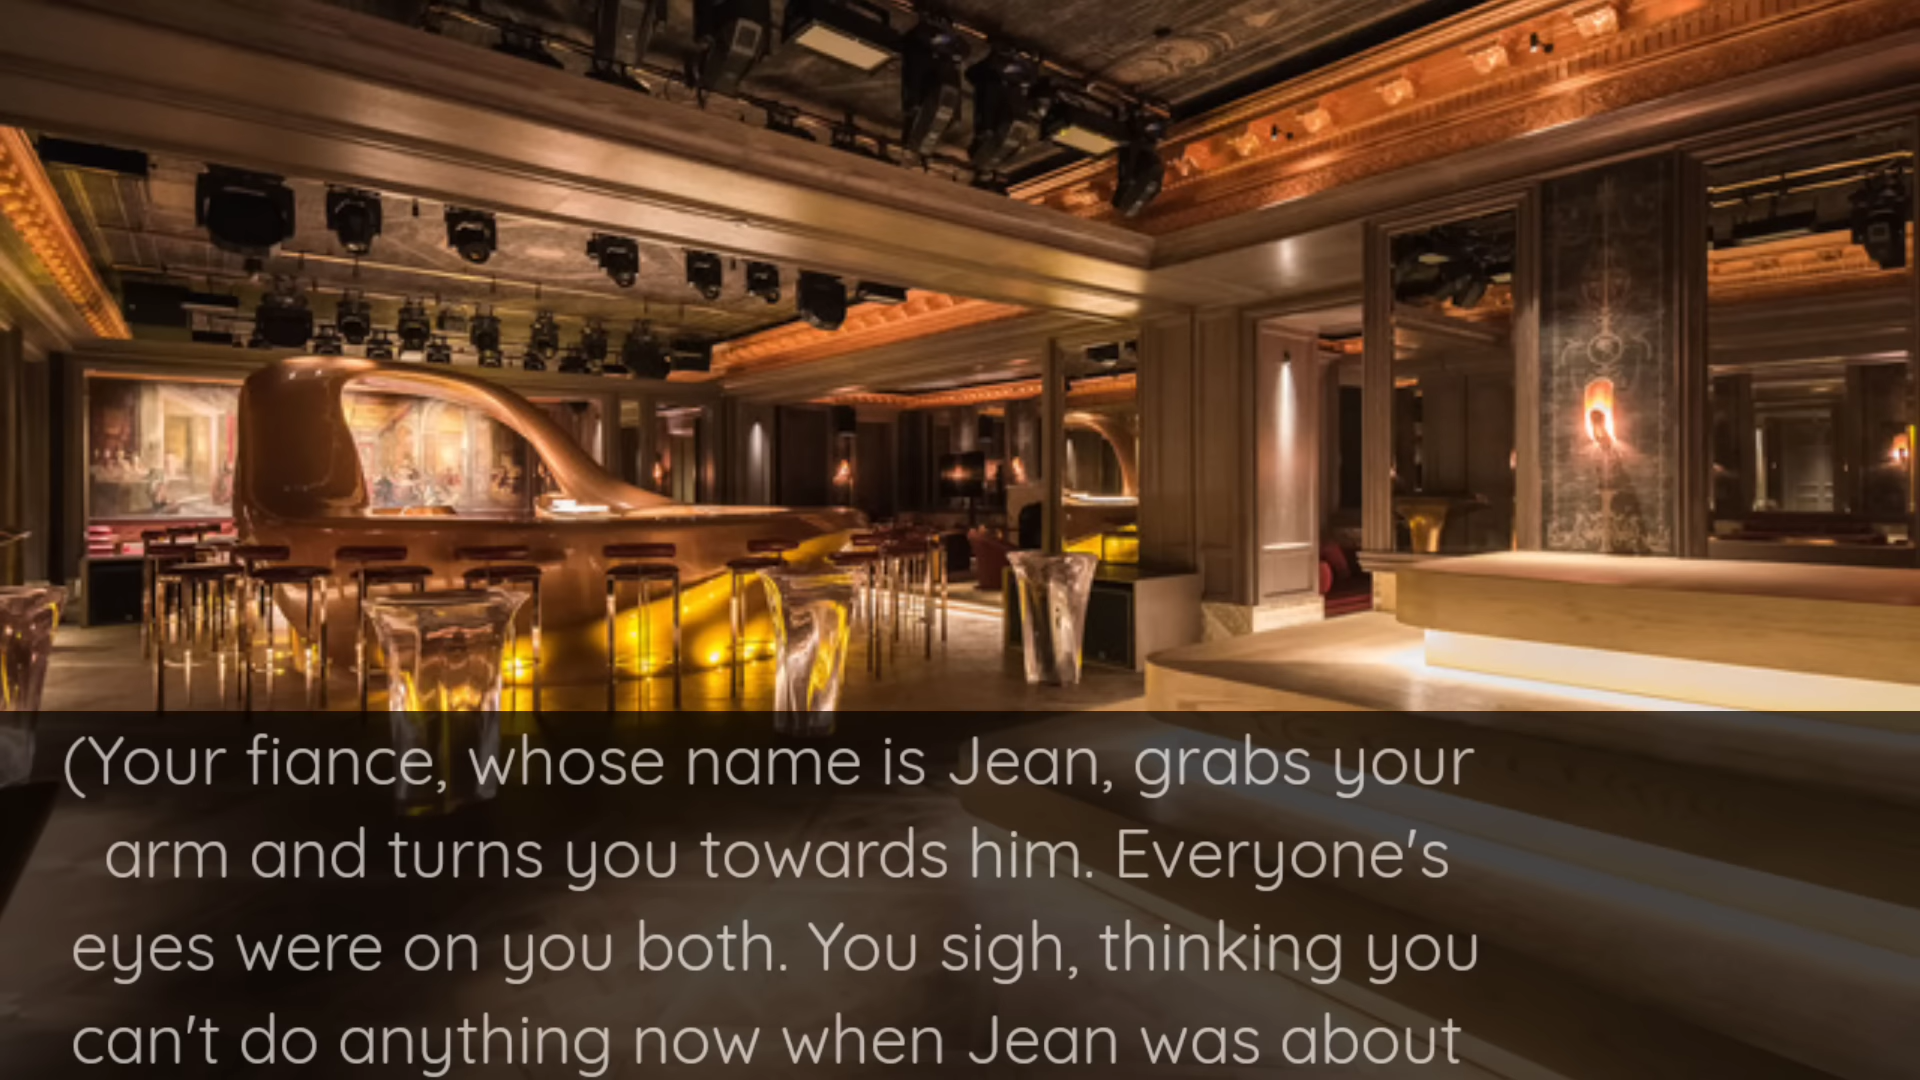 (Your fiance, whose name is Jean, grabs your
arm and turns you towards him. Everyone's
eyes were on you both. You sigh, thinking you
can't do anything now when Jean was about